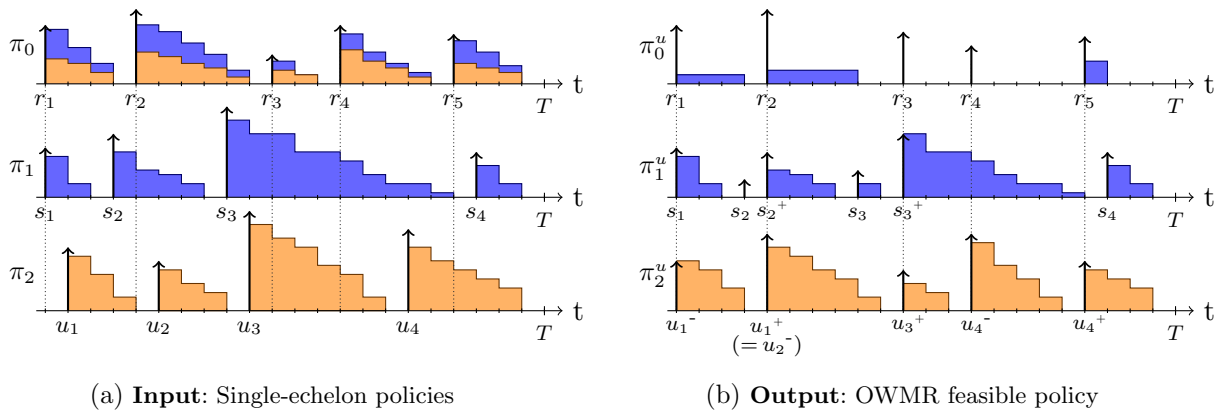 π₀ t π₀ᵘ t
r₁ r₂ r₃ r₄ r₅ T r₁ r₂ r₃ r₄ r₅ T
π₁ t π₁ᵘ t
s₁ s₂ s₃ s₄ T s₁ s₂ s₂⁺ s₃ s₃⁺ s₄ T
π₂ t π₂ᵘ t
u₁ u₂ u₃ u₄ T u₁⁻ u₁⁺ u₃⁺ u₄⁻ u₄⁺ T
(= u₂⁻)
(a) Input: Single-echelon policies (b) Output: OWMR feasible policy